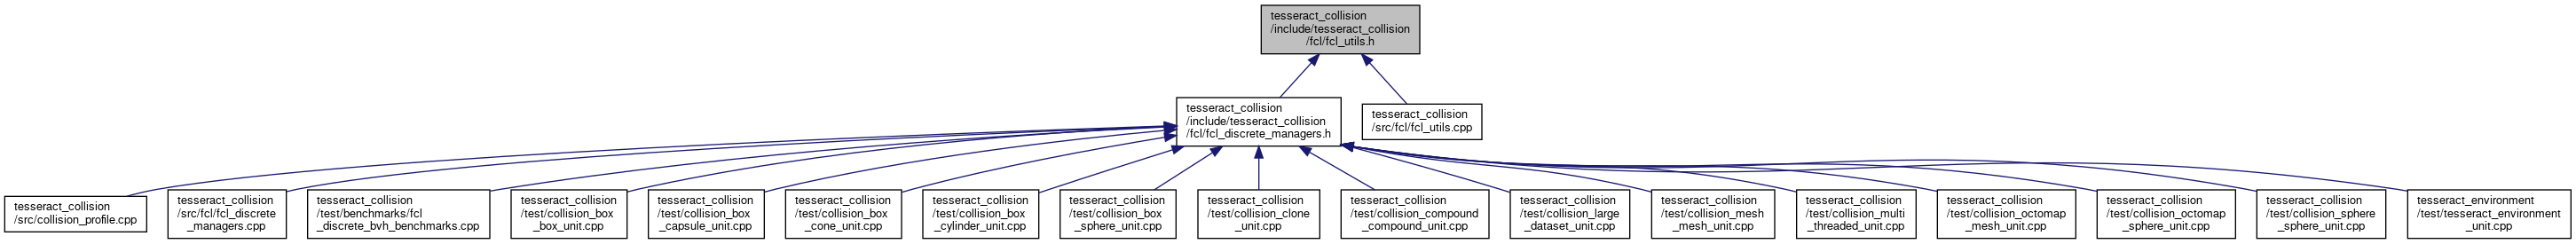 tesseract_collision
/include/tesseract_collision
/fcl/fcl_utils.h
tesseract_collision
/include/tesseract_collision
/fcl/fcl_discrete_managers.h
tesseract_collision
/src/fcl/fcl_utils.cpp
tesseract_collision
/src/collision_profile.cpp
tesseract_collision
/src/fcl/fcl_discrete
_managers.cpp
tesseract_collision
/test/benchmarks/fcl
_discrete_bvh_benchmarks.cpp
tesseract_collision
/test/collision_box
_box_unit.cpp
tesseract_collision
/test/collision_box
_capsule_unit.cpp
tesseract_collision
/test/collision_box
_cone_unit.cpp
tesseract_collision
/test/collision_box
_cylinder_unit.cpp
tesseract_collision
/test/collision_box
_sphere_unit.cpp
tesseract_collision
/test/collision_clone
_unit.cpp
tesseract_collision
/test/collision_compound
_compound_unit.cpp
tesseract_collision
/test/collision_large
_dataset_unit.cpp
tesseract_collision
/test/collision_mesh
_mesh_unit.cpp
tesseract_collision
/test/collision_multi
_threaded_unit.cpp
tesseract_collision
/test/collision_octomap
_mesh_unit.cpp
tesseract_collision
/test/collision_octomap
_sphere_unit.cpp
tesseract_collision
/test/collision_sphere
_sphere_unit.cpp
tesseract_environment
/test/tesseract_environment
_unit.cpp